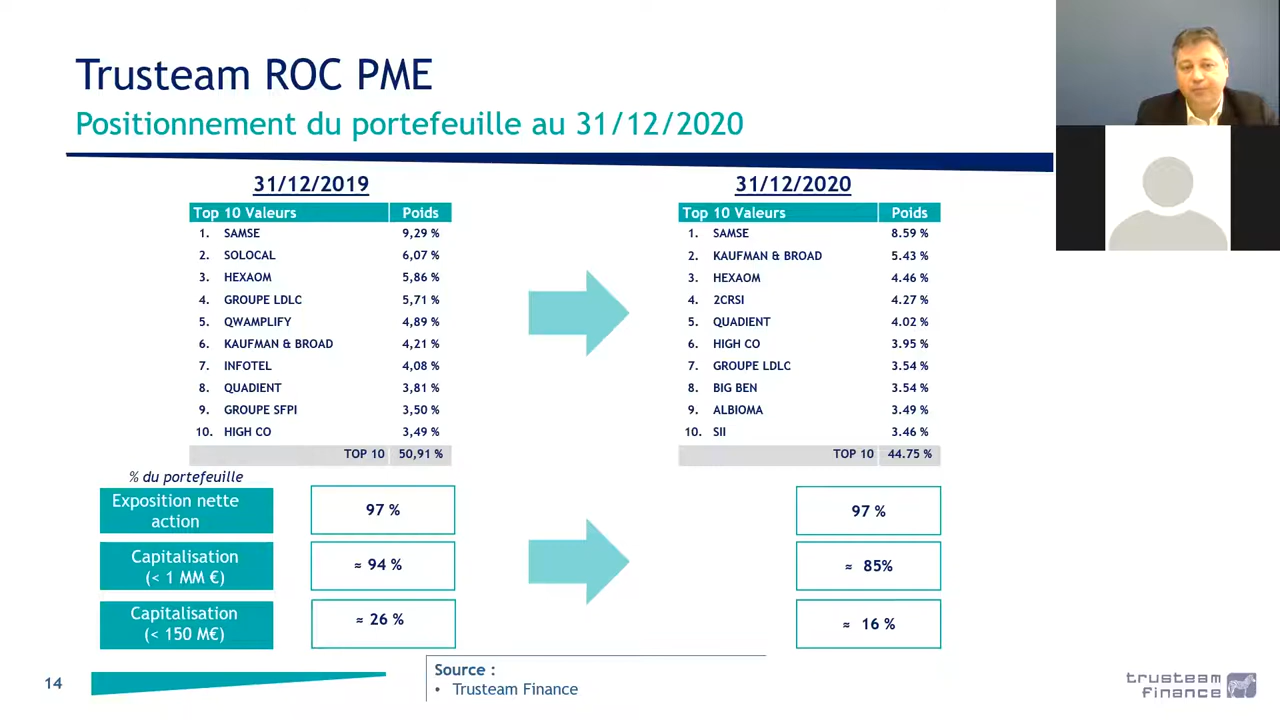 Trusteam ROC PME
Positionnement du portefeuille au 31/12/2020
31/12/2019
Top 10 Valeurs Poids
1. SAMSE 9,29 %
2. SOLOCAL 6,07 %
3. HEXAOM 5,86 %
4. GROUPE LDLC 5,71 %
5. QWAMPLIFY 4,89 %
6. KAUFMAN & BROAD 4,21 %
7. INFOTEL 4,08 %
8. QUADIENT 3,81 %
9. GROUPE SFPI 3,50 %
10. HIGH CO 3,49 %
TOP 10 50,91 %
31/12/2020
Top 10 Valeurs Poids
1. SAMSE 8.59 %
2. KAUFMAN & BROAD 5.43 %
3. HEXAOM 4.46 %
4. 2CRSI 4.27 %
5. QUADIENT 4.02 %
6. HIGH CO 3.95 %
7. GROUPE LDLC 3.54 %
8. BIG BEN 3.54 %
9. ALBIOMA 3.49 %
10. SII 3.46 %
TOP 10 44.75 %
% du portefeuille
Exposition nette
action
97 %
97 %
Capitalisation
(< 1 MM €)
≈ 94 %
≈ 85%
Capitalisation
(< 150 M€)
≈ 26 %
≈ 16 %
14
Source :
• Trusteam Finance
trusteam
finance